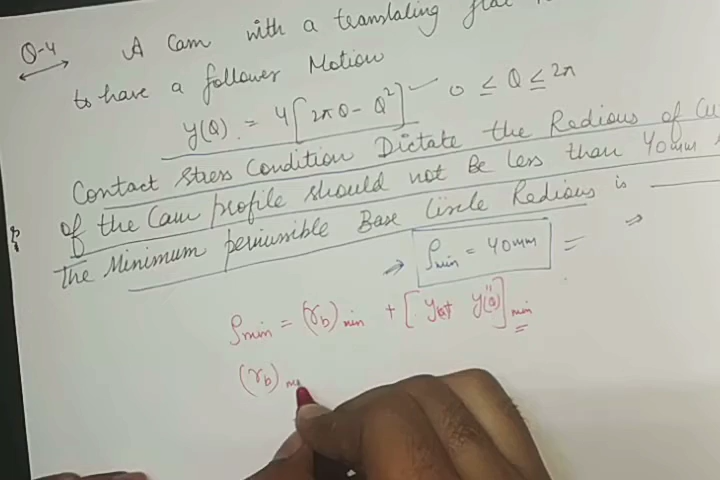 Q-4 A Cam with a translating flat
to have a follower Motion
y(θ) = 4[2πθ - θ²] 0 ≤ θ ≤ 2π
Contact stress Condition Dictate the Radious of
of the Cam profile should not Be less than 40mm
The Minimum permissible Base Circle Radious is
ρmin = 40mm =
ρmin = (rb)min + [y(θ)+ y"(θ)]min
(rb)